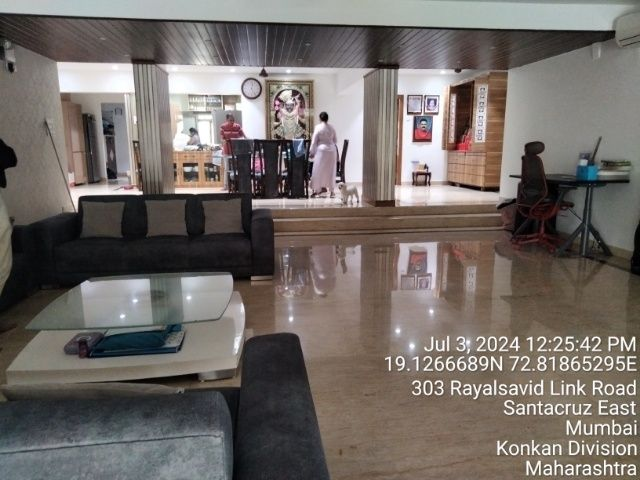 Jul 3, 2024 12:25:42 PM
19.1266689N 72.81865295E
303 Rayalsavid Link Road
Santacruz East
Mumbai
Konkan Division
Maharashtra